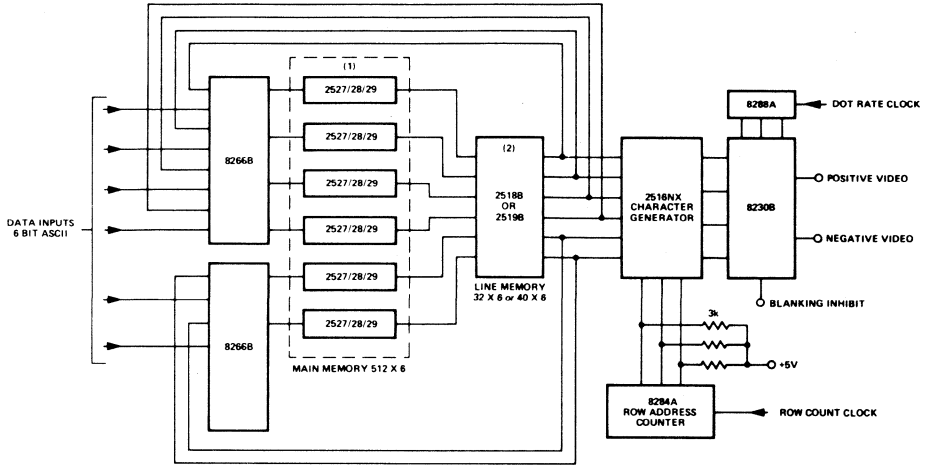 (1)
2527/28/29
2527/28/29
2527/28/29
2527/28/29
2527/28/29
2527/28/29
MAIN MEMORY 512 X 6
DATA INPUTS
6 BIT ASCII
8266B
8266B
(2)
2518B
OR
2519B
LINE MEMORY
32 X 6 or 40 X 6
2516NX
CHARACTER
GENERATOR
8288A
DOT RATE CLOCK
8230B
POSITIVE VIDEO
NEGATIVE VIDEO
BLANKING INHIBIT
3k
+5V
8284A
ROW ADDRESS
COUNTER
ROW COUNT CLOCK